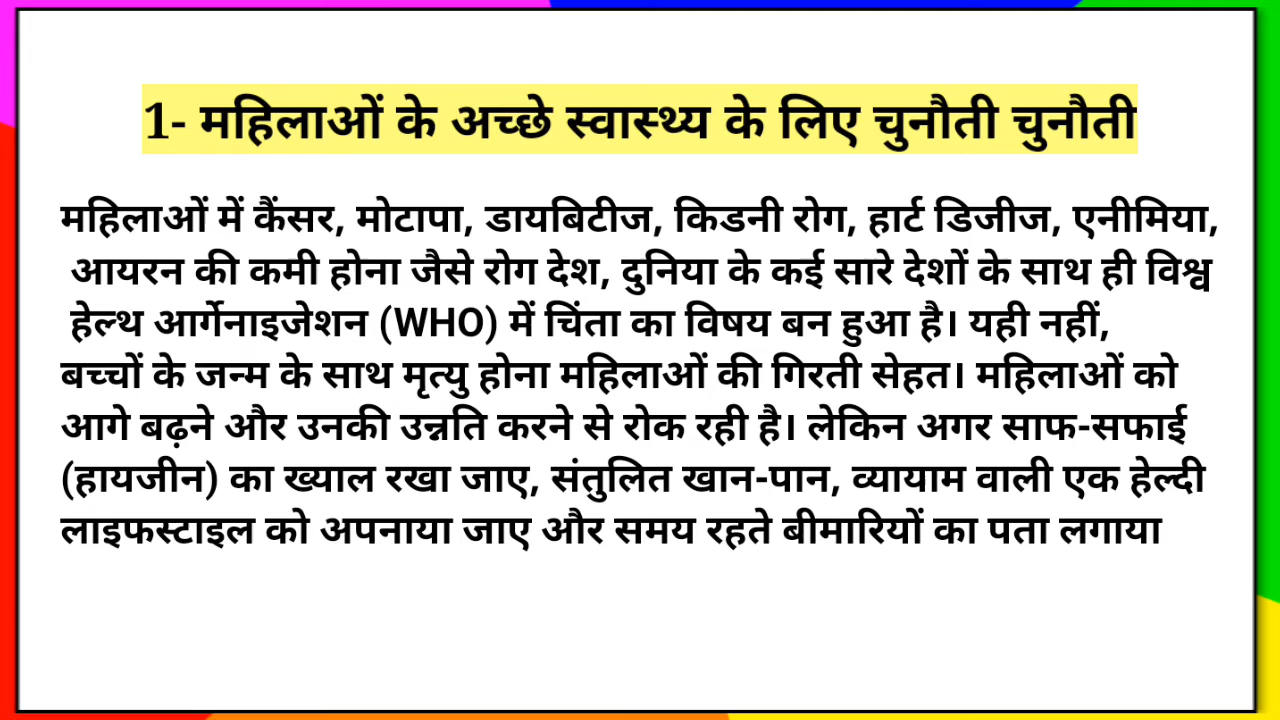 1- महिलाओं के अच्छे स्वास्थ्य के लिए चुनौती चुनौती
महिलाओं में कैंसर, मोटापा, डायबिटीज, किडनी रोग, हार्ट डिजीज, एनीमिया,
आयरन की कमी होना जैसे रोग देश, दुनिया के कई सारे देशों के साथ ही विश्व
हेल्थ आर्गेनाइजेशन (WHO) में चिंता का विषय बन हुआ है। यही नहीं,
बच्चों के जन्म के साथ मृत्यु होना महिलाओं की गिरती सेहत। महिलाओं को
आगे बढ़ने और उनकी उन्नति करने से रोक रही है। लेकिन अगर साफ-सफाई
(हायजीन) का ख्याल रखा जाए, संतुलित खान-पान, व्यायाम वाली एक हेल्दी
लाइफस्टाइल को अपनाया जाए और समय रहते बीमारियों का पता लगाया